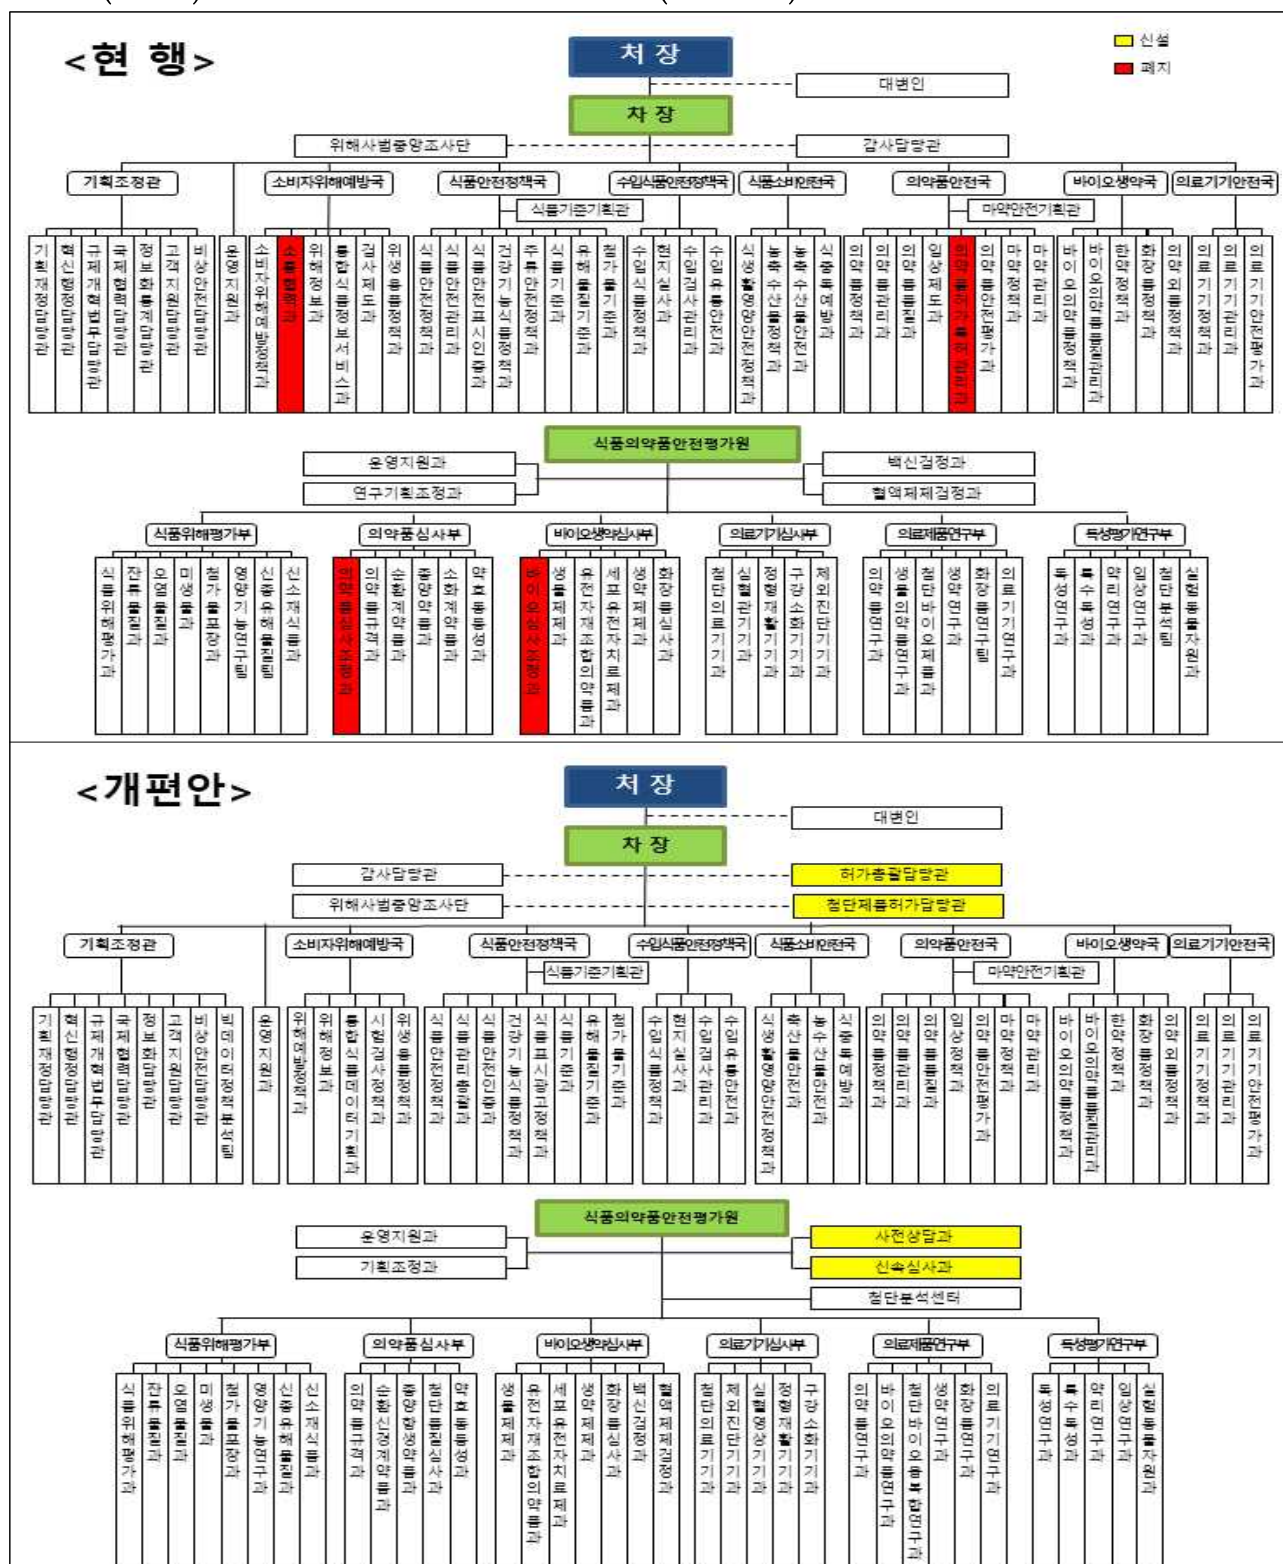 <현 행>
신설
폐지
처 장
대변인
차 장
위해사범중앙조사단
감사담당관
기획조정관
소비자위해예방국
식품안전정책국
수입식품안전정책국
식품소비안전국
의약품안전국
바이오생약국
의료기기안전국
식품기준기획관
마약안전기획관
기획재정담당관
혁신행정담당관
규제개혁법무담당관
국제협력담당관
정보화통계담당관
고객지원담당관
비상안전담당관
운영지원과
소비자위해예방정책과
소통협력과
위해정보과
통합식품정보서비스과
검사제도과
위생용품정책과
식품안전정책과
식품안전관리과
식품안전표시인증과
건강기능식품정책과
주류안전정책과
식품기준과
유해물질기준과
첨가물기준과
수입식품정책과
현지실사과
수입검사관리과
수입유통안전과
식생활영양안전정책과
농축수산물정책과
농축수산물안전과
식중독예방과
의약품정책과
의약품관리과
의약품품질과
임상제도과
의약품허가특허관리과
의약품안전평가과
마약정책과
마약관리과
바이오의약품정책과
바이오의약품품질관리과
한약정책과
화장품정책과
의약외품정책과
의료기기정책과
의료기기관리과
의료기기안전평가과
식품의약품안전평가원
운영지원과
백신검정과
연구기획조정과
혈액제제검정과
식품위해평가부
의약품심사부
바이오생약심사부
의료기기심사부
의료제품연구부
독성평가연구부
식품위해평가과
잔류물질과
오염물질과
미생물과
첨가물포장과
영양기능연구팀
신종유해물질팀
신소재식품과
의약품심사조정과
의약품규격과
순환계약품과
종양약품과
소화계약품과
약효동등성과
바이오심사조정과
생물제제과
유전자재조합의약품과
세포유전자치료제과
생약제제과
화장품심사과
첨단의료기기과
심혈관기기과
정형재활기기과
구강소화기기과
체외진단기기과
의약품연구과
생물의약품연구과
첨단바이오제품과
생약연구과
화장품연구팀
의료기기연구과
독성연구과
특수독성과
약리연구과
임상연구과
첨단분석팀
실험동물자원과
<개편안>
처 장
대변인
차 장
감사담당관
허가총괄담당관
위해사범중앙조사단
첨단제품허가담당관
기획조정관
소비자위해예방국
식품안전정책국
수입식품안전정책국
식품소비안전국
의약품안전국
바이오생약국
의료기기안전국
식품기준기획관
마약안전기획관
기획재정담당관
혁신행정담당관
규제개혁법무담당관
국제협력담당관
정보화담당관
고객지원담당관
비상안전담당관
빅데이터정책분석팀
운영지원과
위해예방정책과
위해정보과
통합식품데이터기획과
시험검사정책과
위생용품정책과
식품안전정책과
식품관리총괄과
식품안전인증과
건강기능식품정책과
식품표시광고정책과
식품기준과
유해물질기준과
첨가물기준과
수입식품정책과
현지실사과
수입검사관리과
수입유통안전과
식생활영양안전정책과
축산물안전과
농수산물안전과
식중독예방과
의약품정책과
의약품관리과
의약품품질과
임상정책과
의약품안전평가과
마약정책과
마약관리과
바이오의약품정책과
바이오의약품품질관리과
한약정책과
화장품정책과
의약외품정책과
의료기기정책과
의료기기관리과
의료기기안전평가과
식품의약품안전평가원
운영지원과
사전상담과
기획조정과
신속심사과
첨단분석센터
식품위해평가부
의약품심사부
바이오생약심사부
의료기기심사부
의료제품연구부
독성평가연구부
식품위해평가과
잔류물질과
오염물질과
미생물과
첨가물포장과
영양기능연구과
신종유해물질과
신소재식품과
의약품규격과
순환신경계약품과
종양항생약품과
첨단품질심사과
약효동등성과
생물제제과
유전자재조합의약품과
세포유전자치료제과
생약제제과
화장품심사과
백신검정과
혈액제제검정과
첨단의료기기과
체외진단기기과
심혈영상기기과
정형재활기기과
구강소화기기과
의약품연구과
바이오의약품연구과
첨단바이오융복합연구과
생약연구과
화장품연구과
의료기기연구과
독성연구과
특수독성과
약리연구과
임상연구과
실험동물자원과